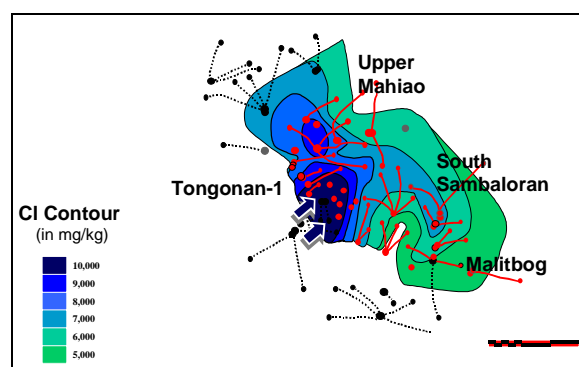 Upper
Mahiao
South
Sambaloran
Tongonan-1
Malitbog
Cl Contour
(in mg/kg)
10,000
9,000
8,000
7,000
6,000
5,000